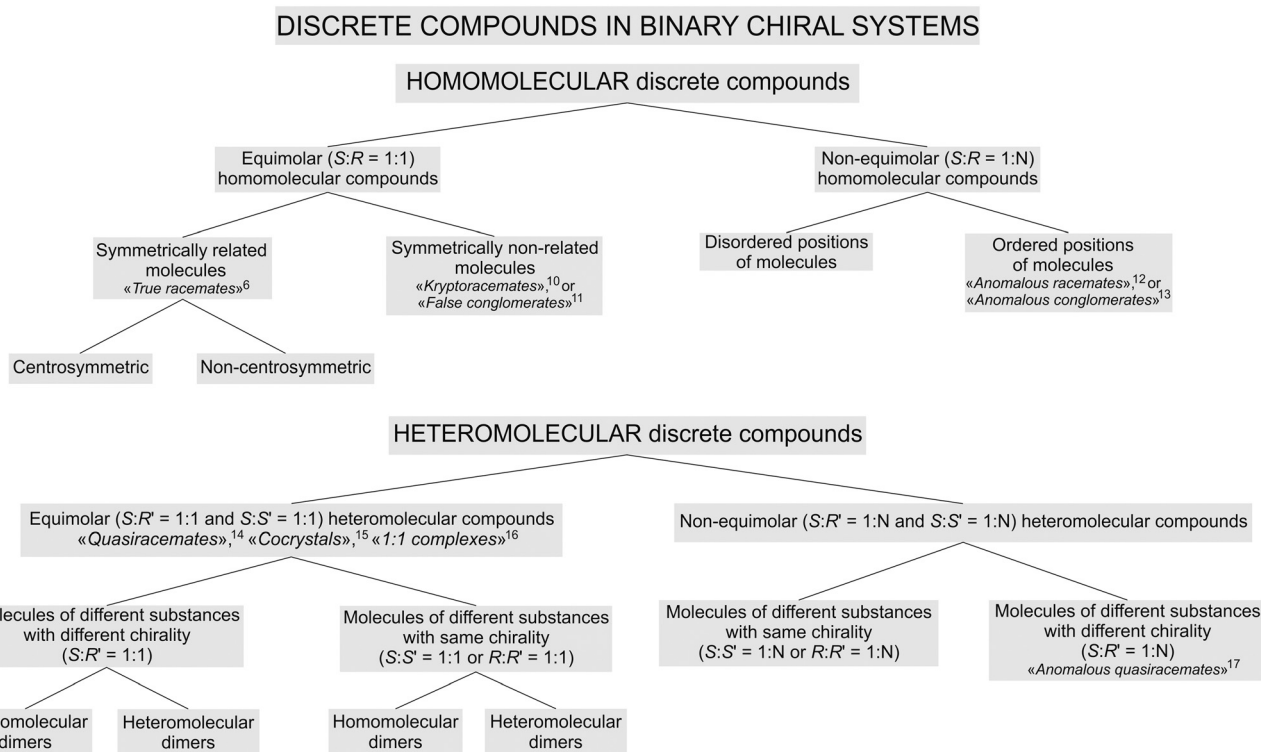 DISCRETE COMPOUNDS IN BINARY CHIRAL SYSTEMS
HOMOMOLECULAR discrete compounds
Equimolar (S:R = 1:1)
homomolecular compounds
Non-equimolar (S:R = 1:N)
homomolecular compounds
Symmetrically related
molecules
«True racemates»6
Symmetrically non-related
molecules
«Kryptoracemates»,10 or
«False conglomerates»11
Disordered positions
of molecules
Ordered positions
of molecules
«Anomalous racemates»,12 or
«Anomalous conglomerates»13
Centrosymmetric
Non-centrosymmetric
HETEROMOLECULAR discrete compounds
Equimolar (S:R' = 1:1 and S:S' = 1:1) heteromolecular compounds
«Quasiracemates»,14 «Cocrystals»,15 «1:1 complexes»16
Non-equimolar (S:R' = 1:N and S:S' = 1:N) heteromolecular compounds
lecules of different substances
with different chirality
(S:R' = 1:1)
Molecules of different substances
with same chirality
(S:S' = 1:1 or R:R' = 1:1)
Molecules of different substances
with same chirality
(S:S' = 1:N or R:R' = 1:N)
Molecules of different substances
with different chirality
(S:R' = 1:N)
«Anomalous quasiracemates»17
omolecular
dimers
Heteromolecular
dimers
Homomolecular
dimers
Heteromolecular
dimers